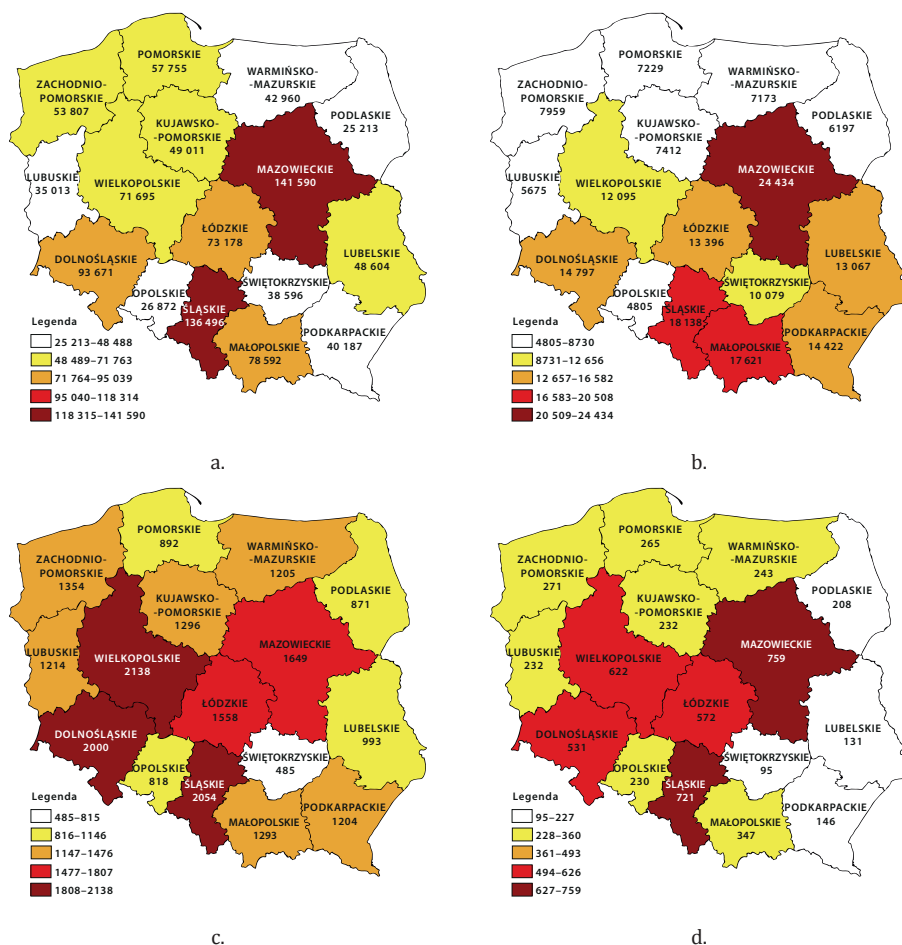 POMORSKIE
57 755
WARMIŃSKO-
-MAZURSKIE
42 960
ZACHODNIO-
POMORSKIE
53 807
PODLASKIE
25 213
KUJAWSKO-
-POMORSKIE
49 011
MAZOWIECKIE
141 590
LUBUSKIE
35 013
WIELKOPOLSKIE
71 695
ŁÓDZKIE
73 178
LUBELSKIE
48 604
DOLNOŚLĄSKIE
93 671
OPOLSKIE
26 872
ŚWIĘTOKRZYSKIE
38 596
ŚLĄSKIE
136 496
MAŁOPOLSKIE
78 592
PODKARPACKIE
40 187
Legenda
25 213–48 488
48 489–71 763
71 764–95 039
95 040–118 314
118 315–141 590
a.
POMORSKIE
7229
WARMIŃSKO-
-MAZURSKIE
7173
ZACHODNIO-
POMORSKIE
7959
PODLASKIE
6197
KUJAWSKO-
-POMORSKIE
7412
MAZOWIECKIE
24 434
LUBUSKIE
5675
WIELKOPOLSKIE
12 095
ŁÓDZKIE
13 396
LUBELSKIE
13 067
DOLNOŚLĄSKIE
14 797
OPOLSKIE
4805
ŚWIĘTOKRZYSKIE
10 079
ŚLĄSKIE
18 138
MAŁOPOLSKIE
17 621
PODKARPACKIE
14 422
Legenda
4805–8730
8731–12 656
12 657–16 582
16 583–20 508
20 509–24 434
b.
POMORSKIE
892
WARMIŃSKO-
-MAZURSKIE
1205
ZACHODNIO-
POMORSKIE
1354
PODLASKIE
871
KUJAWSKO-
-POMORSKIE
1296
MAZOWIECKIE
1649
LUBUSKIE
1214
WIELKOPOLSKIE
2138
ŁÓDZKIE
1558
LUBELSKIE
993
DOLNOŚLĄSKIE
2000
OPOLSKIE
818
ŚWIĘTOKRZYSKIE
485
ŚLĄSKIE
2054
MAŁOPOLSKIE
1293
PODKARPACKIE
1204
Legenda
485–815
816–1146
1147–1476
1477–1807
1808–2138
c.
POMORSKIE
265
WARMIŃSKO-
-MAZURSKIE
243
ZACHODNIO-
POMORSKIE
271
PODLASKIE
208
KUJAWSKO-
-POMORSKIE
232
MAZOWIECKIE
759
LUBUSKIE
232
WIELKOPOLSKIE
622
ŁÓDZKIE
572
LUBELSKIE
131
DOLNOŚLĄSKIE
531
OPOLSKIE
230
ŚWIĘTOKRZYSKIE
95
ŚLĄSKIE
721
MAŁOPOLSKIE
347
PODKARPACKIE
146
Legenda
95–227
228–360
361–493
494–626
627–759
d.